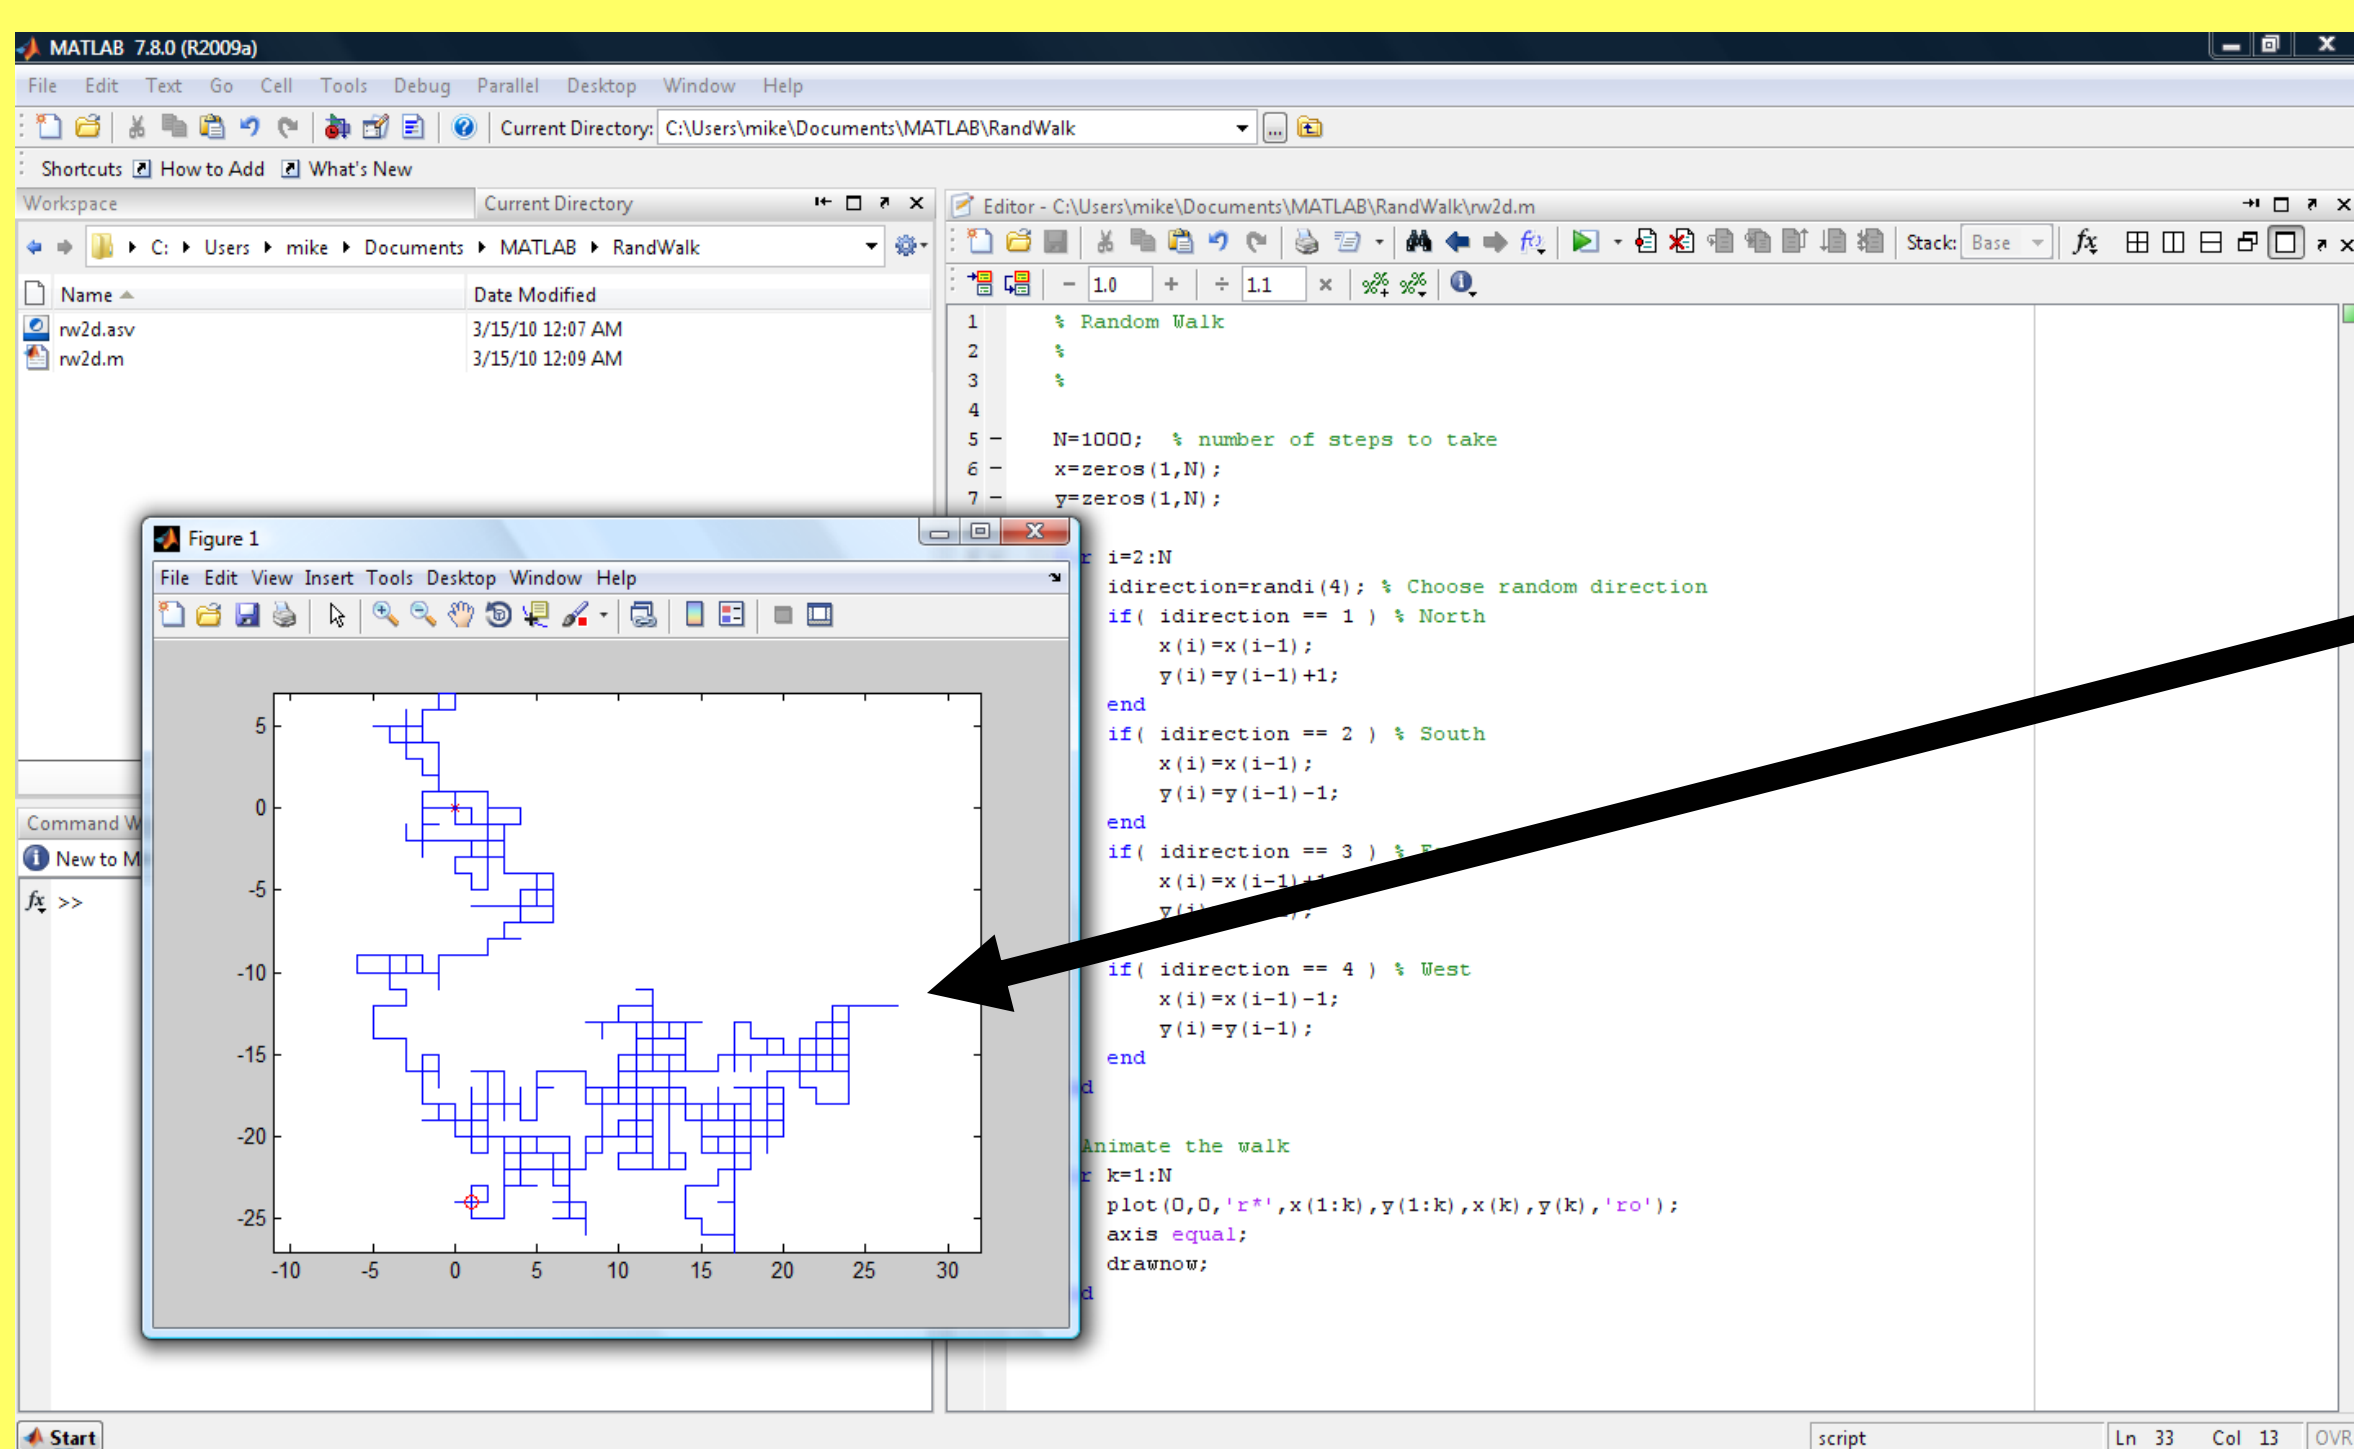 MATLAB 7.8.0 (R2009a)
File Edit Text Go Cell Tools Debug Parallel Desktop Window Help
Current Directory: C:\Users\mike\Documents\MATLAB\RandWalk
Shortcuts How to Add What's New
Workspace Current Directory
C: Users mike Documents MATLAB RandWalk
Name Date Modified
rw2d.asv 3/15/10 12:07 AM
rw2d.m 3/15/10 12:09 AM
Editor - C:\Users\mike\Documents\MATLAB\RandWalk\rw2d.m
Stack: Base fx
- 1.0 + ÷ 1.1 ×
1 % Random Walk
2 %
3 %
4
5 - N=1000; % number of steps to take
6 - x=zeros(1,N);
7 - y=zeros(1,N);
r i=2:N
idirection=randi(4); % Choose random direction
if( idirection == 1 ) % North
x(i)=x(i-1);
y(i)=y(i-1)+1;
end
if( idirection == 2 ) % South
x(i)=x(i-1);
y(i)=y(i-1)-1;
end
if( idirection == 3 ) %
x(i)=x(i-1)+1
if( idirection == 4 ) % West
x(i)=x(i-1)-1;
y(i)=y(i-1);
end
d
Animate the walk
r k=1:N
plot(0,0,'r*',x(1:k),y(1:k),x(k),y(k),'ro');
axis equal;
drawnow;
d
Figure 1
File Edit View Insert Tools Desktop Window Help
5
0
-5
-10
-15
-20
-25
-10 -5 0 5 10 15 20 25 30
Command W
New to M
fx >>
Start
script Ln 33 Col 13 OVR